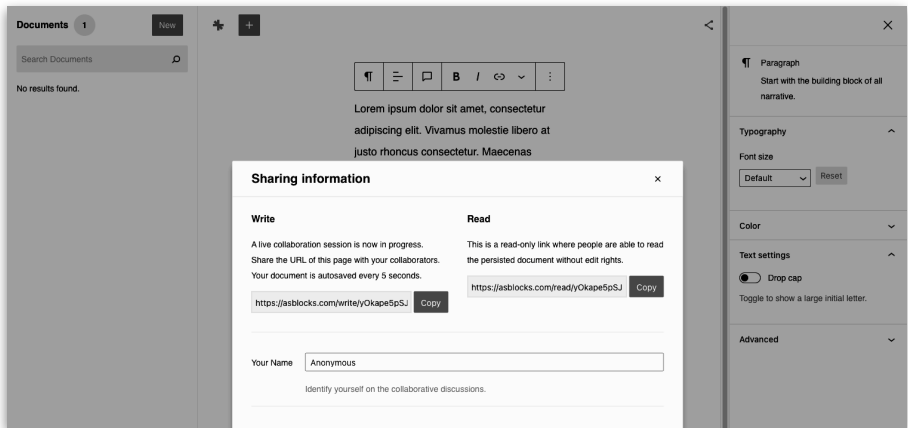 Documents 1
New
Search Documents
No results found.
+
B I
Lorem ipsum dolor sit amet, consectetur
adipiscing elit. Vivamus molestie libero at
justo rhoncus consectetur. Maecenas
Sharing information
×
Write
A live collaboration session is now in progress.
Share the URL of this page with your collaborators.
Your document is autosaved every 5 seconds.
https://asblocks.com/write/yOkape5pSJ
Copy
Read
This is a read-only link where people are able to read
the persisted document without edit rights.
https://asblocks.com/read/yOkape5pSJ
Copy
Your Name
Anonymous
Identify yourself on the collaborative discussions.
¶ Paragraph
Start with the building block of all
narrative.
Typography
Font size
Default
Reset
Color
Text settings
Drop cap
Toggle to show a large initial letter.
Advanced